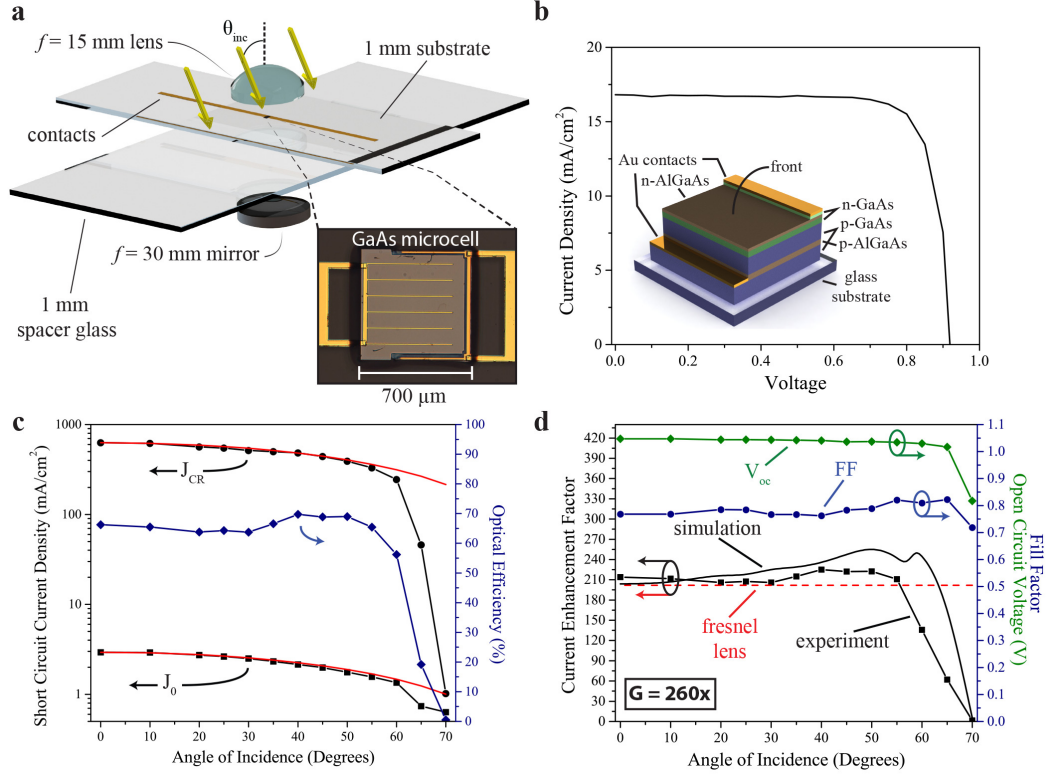 a
f = 15 mm lens
θinc
1 mm substrate
contacts
f = 30 mm mirror
1 mm
spacer glass
GaAs microcell
700 µm
b
Current Density (mA/cm²)
20
15
10
5
0
0.0 0.2 0.4 0.6 0.8 1.0
Voltage
Au contacts
n-AlGaAs
front
n-GaAs
p-GaAs
p-AlGaAs
glass
substrate
c
Short Circuit Current Density (mA/cm²)
1000
100
10
1
JCR
J0
100
90
80
70
60
50
40
30
20
10
0
Optical Efficiency (%)
0 10 20 30 40 50 60 70
Angle of Incidence (Degrees)
d
Current Enhancement Factor
420
390
360
330
300
270
240
210
180
150
120
90
60
30
0
Voc
FF
simulation
fresnel
lens
experiment
G = 260x
1.1
1.0
0.9
0.8
0.7
0.6
0.5
0.4
0.3
0.2
0.1
0.0
Fill Factor
Open Circuit Voltage (V)
0 10 20 30 40 50 60 70
Angle of Incidence (Degrees)